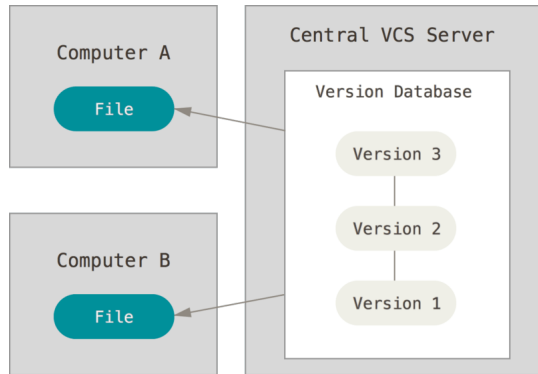 Computer A
File
Computer B
File
Central VCS Server
Version Database
Version 3
Version 2
Version 1